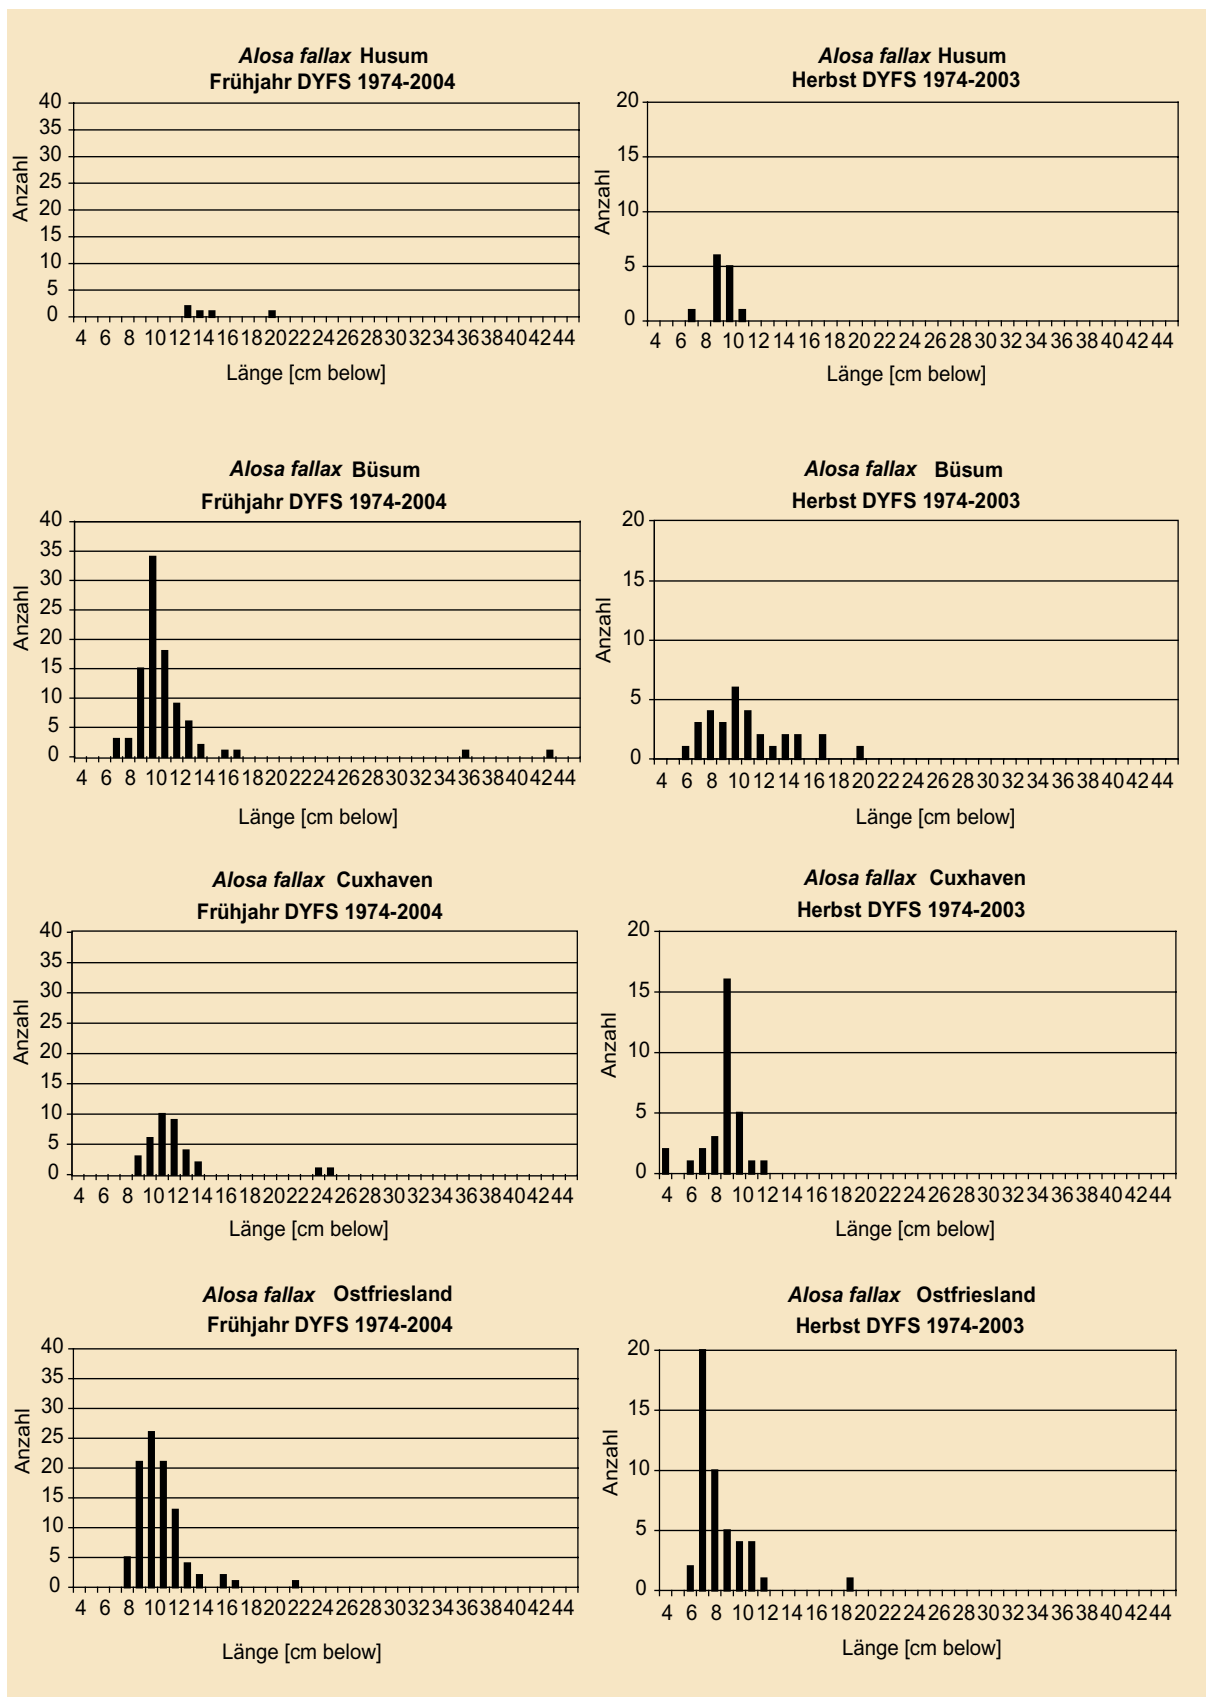 Alosa fallax Husum
Frühjahr DYFS 1974-2004
40
35
30
25
20
15
10
5
0
Anzahl
4 6 8 10 12 14 16 18 20 22 24 26 28 30 32 34 36 38 40 42 44
Länge [cm below]
Alosa fallax Husum
Herbst DYFS 1974-2003
20
15
10
5
0
Anzahl
4 6 8 10 12 14 16 18 20 22 24 26 28 30 32 34 36 38 40 42 44
Länge [cm below]
Alosa fallax Büsum
Frühjahr DYFS 1974-2004
40
35
30
25
20
15
10
5
0
Anzahl
4 6 8 10 12 14 16 18 20 22 24 26 28 30 32 34 36 38 40 42 44
Länge [cm below]
Alosa fallax Büsum
Herbst DYFS 1974-2003
20
15
10
5
0
Anzahl
4 6 8 10 12 14 16 18 20 22 24 26 28 30 32 34 36 38 40 42 44
Länge [cm below]
Alosa fallax Cuxhaven
Frühjahr DYFS 1974-2004
40
35
30
25
20
15
10
5
0
Anzahl
4 6 8 10 12 14 16 18 20 22 24 26 28 30 32 34 36 38 40 42 44
Länge [cm below]
Alosa fallax Cuxhaven
Herbst DYFS 1974-2003
20
15
10
5
0
Anzahl
4 6 8 10 12 14 16 18 20 22 24 26 28 30 32 34 36 38 40 42 44
Länge [cm below]
Alosa fallax Ostfriesland
Frühjahr DYFS 1974-2004
40
35
30
25
20
15
10
5
0
Anzahl
4 6 8 10 12 14 16 18 20 22 24 26 28 30 32 34 36 38 40 42 44
Länge [cm below]
Alosa fallax Ostfriesland
Herbst DYFS 1974-2003
20
15
10
5
0
Anzahl
4 6 8 10 12 14 16 18 20 22 24 26 28 30 32 34 36 38 40 42 44
Länge [cm below]